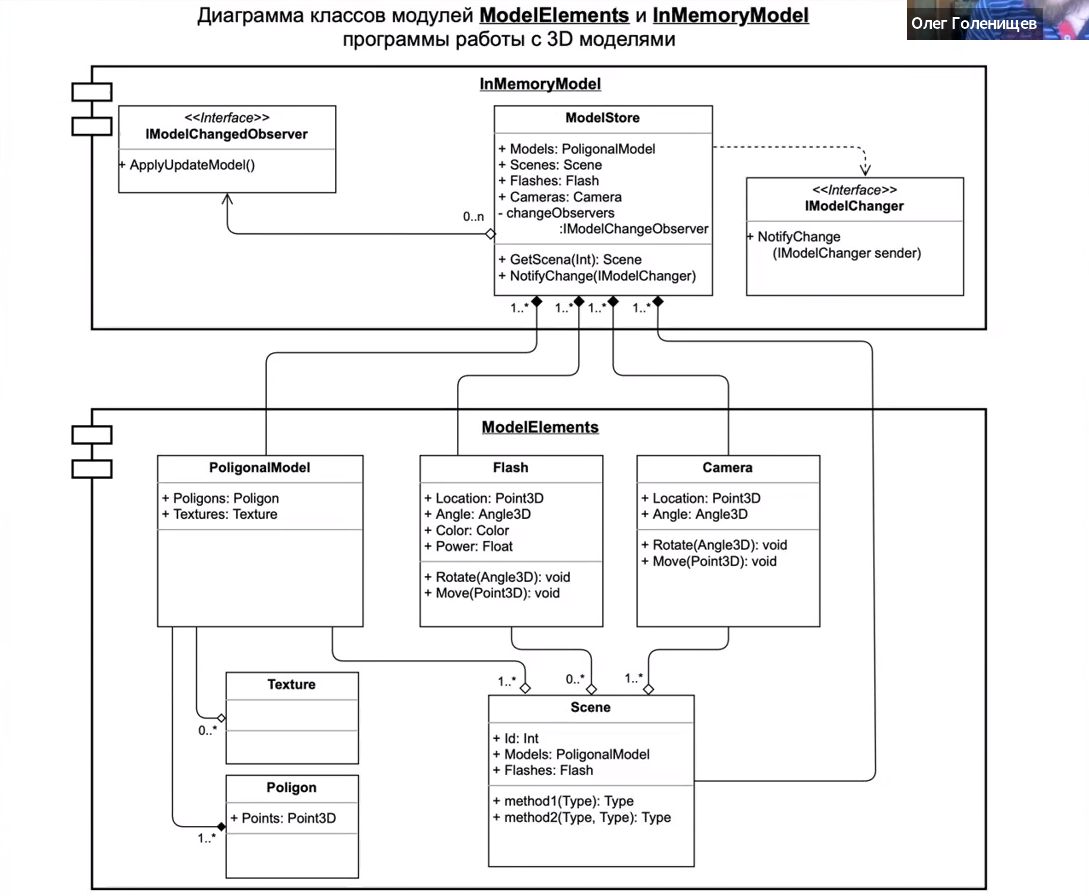 Диаграмма классов модулей ModelElements и InMemoryModel
программы работы с 3D моделями
Олег Голенищев
InMemoryModel
<<Interface>>
IModelChangedObserver
+ ApplyUpdateModel()
ModelStore
+ Models: PoligonalModel
+ Scenes: Scene
+ Flashes: Flash
+ Cameras: Camera
- changeObservers
:IModelChangeObserver
+ GetScena(Int): Scene
+ NotifyChange(IModelChanger)
<<Interface>>
IModelChanger
+ NotifyChange
(IModelChanger sender)
0..n
1..*
1..*
1..*
1..*
ModelElements
PoligonalModel
+ Poligons: Poligon
+ Textures: Texture
Flash
+ Location: Point3D
+ Angle: Angle3D
+ Color: Color
+ Power: Float
+ Rotate(Angle3D): void
+ Move(Point3D): void
Camera
+ Location: Point3D
+ Angle: Angle3D
+ Rotate(Angle3D): void
+ Move(Point3D): void
Texture
0..*
Poligon
+ Points: Point3D
1..*
1..*
0..*
1..*
Scene
+ Id: Int
+ Models: PoligonalModel
+ Flashes: Flash
+ method1(Type): Type
+ method2(Type, Type): Type